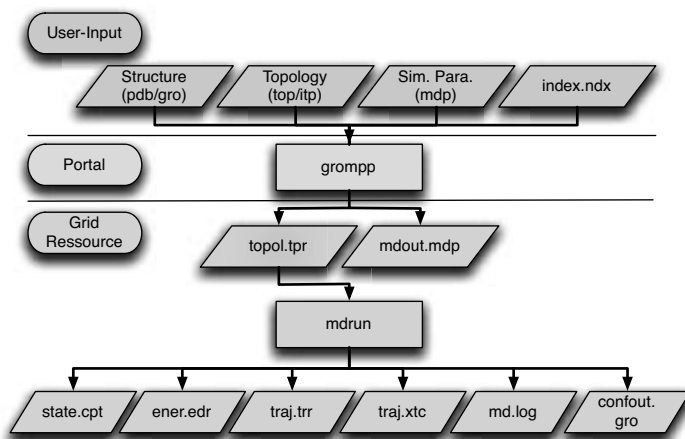 User-Input
Structure
(pdb/gro)
Topology
(top/itp)
Sim. Para.
(mdp)
index.ndx
Portal
grompp
Grid
Ressource
topol.tpr
mdout.mdp
mdrun
state.cpt
ener.edr
traj.trr
traj.xtc
md.log
confout.
gro